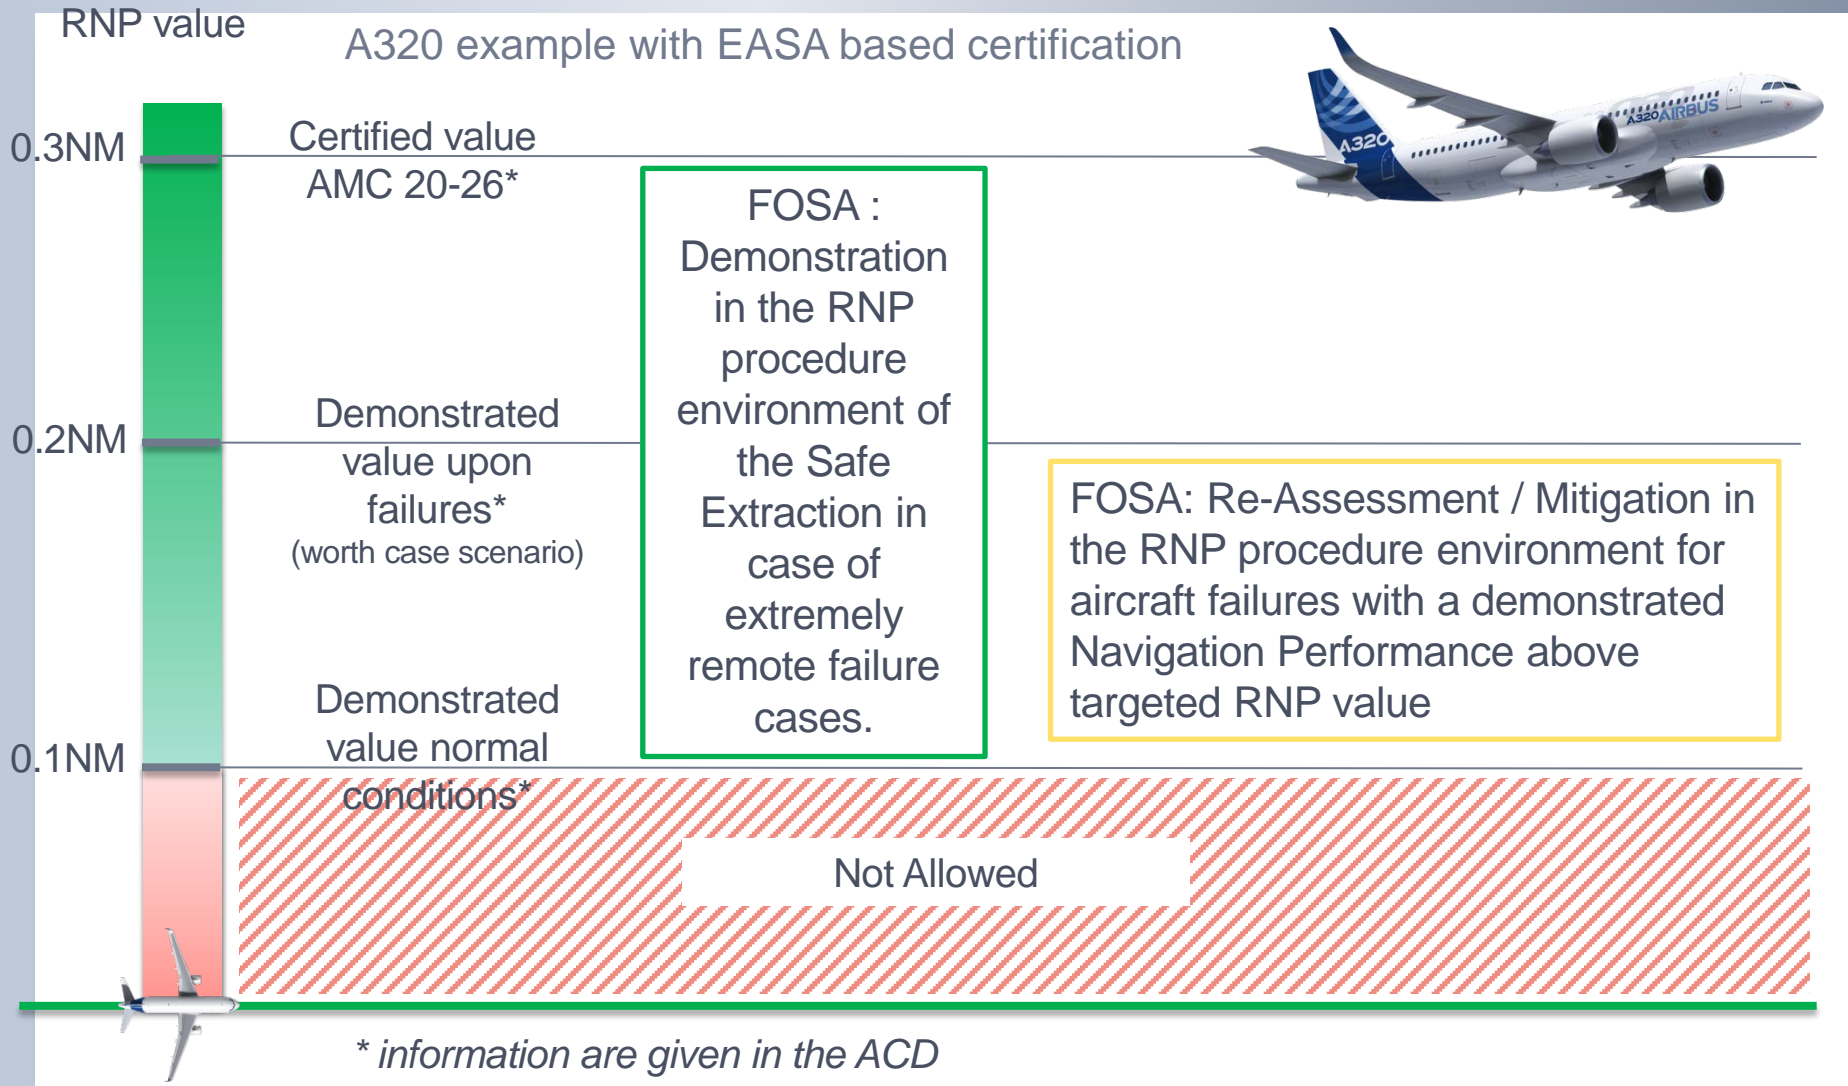 RNP value
A320 example with EASA based certification
A320
A320 AIRBUS
0.3NM
Certified value
AMC 20-26*
FOSA :
Demonstration
in the RNP
procedure
environment of
the Safe
Extraction in
case of
extremely
remote failure
cases.
0.2NM
Demonstrated
value upon
failures*
(worth case scenario)
FOSA: Re-Assessment / Mitigation in
the RNP procedure environment for
aircraft failures with a demonstrated
Navigation Performance above
targeted RNP value
0.1NM
Demonstrated
value normal
conditions*
Not Allowed
* information are given in the ACD